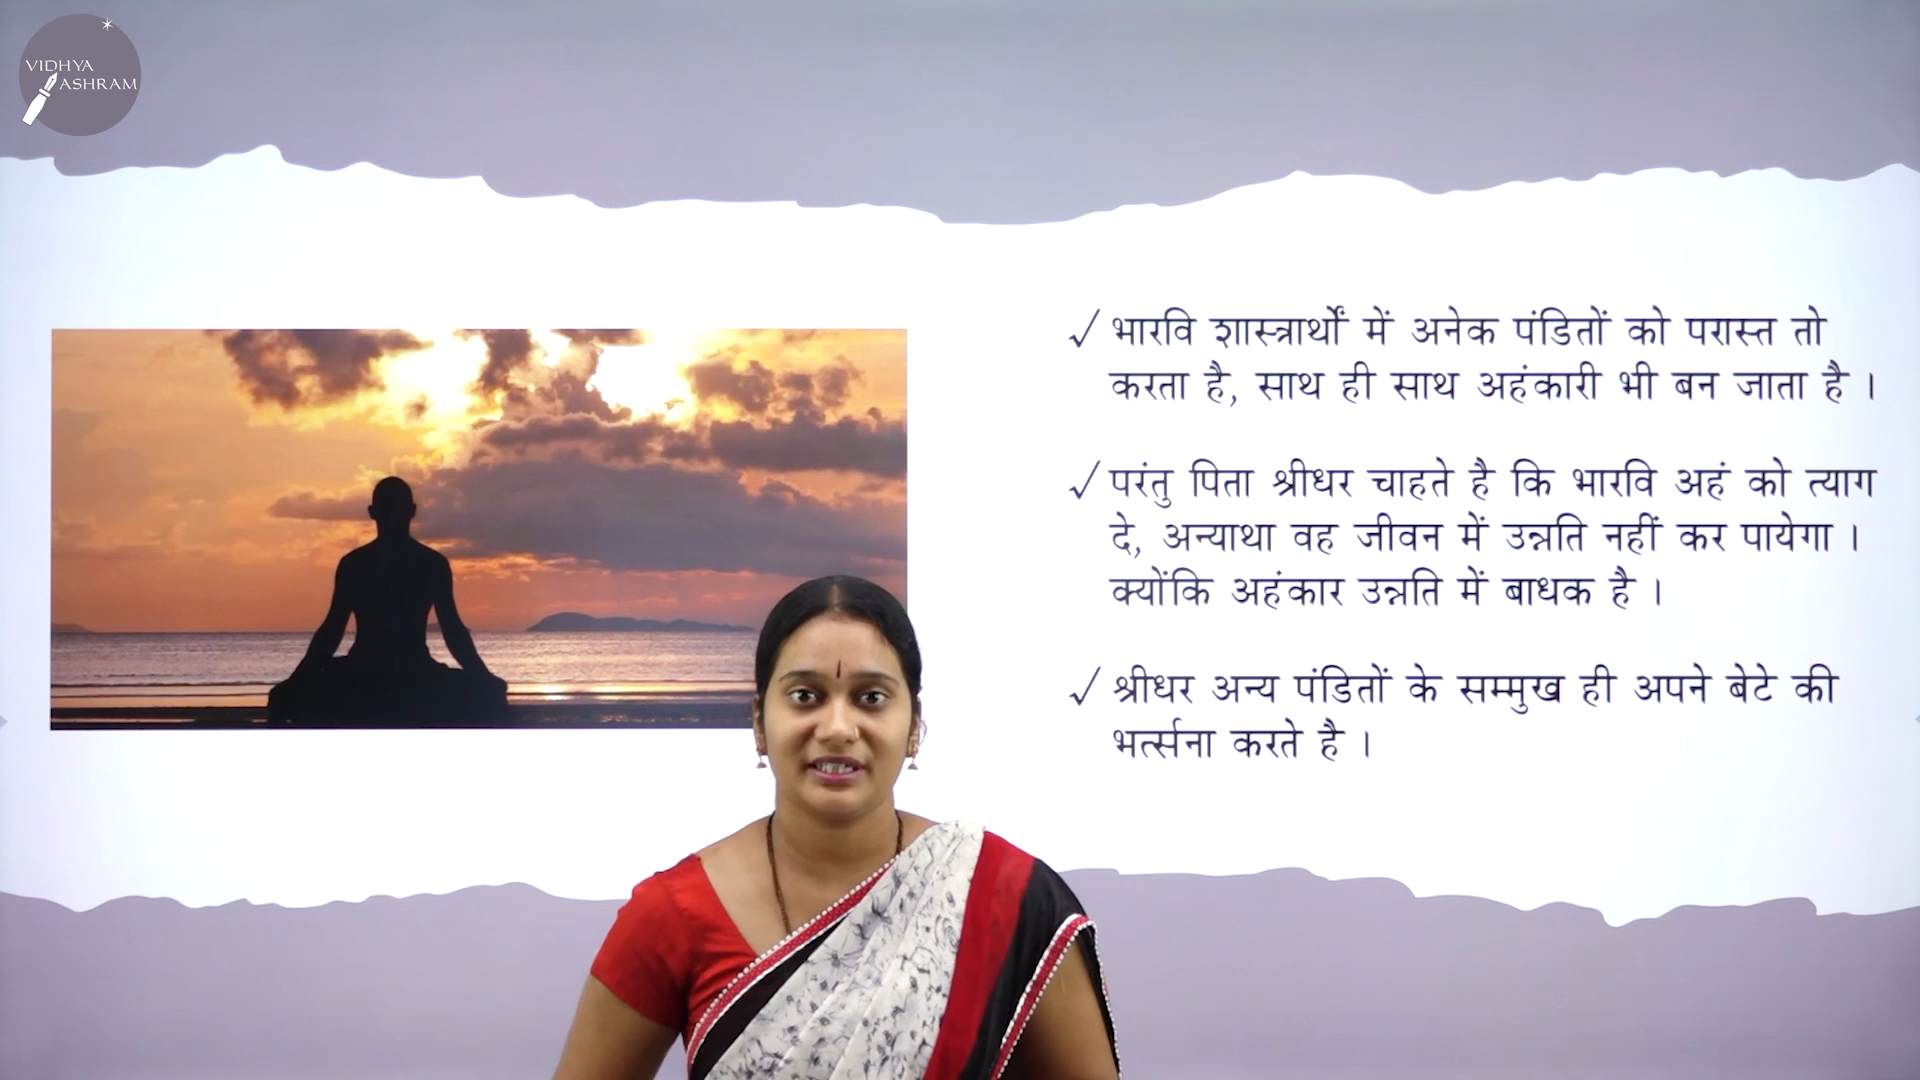 VIDHYA
ASHRAM
✓ भारवि शास्त्रार्थों में अनेक पंडितों को परास्त तो
करता है, साथ ही साथ अहंकारी भी बन जाता है ।
✓ परंतु पिता श्रीधर चाहते है कि भारवि अहं को त्याग
दे, अन्याथा वह जीवन में उन्नति नहीं कर पायेगा ।
क्योंकि अहंकार उन्नति में बाधक है ।
✓ श्रीधर अन्य पंडितों के सम्मुख ही अपने बेटे की
भर्त्सना करते है ।